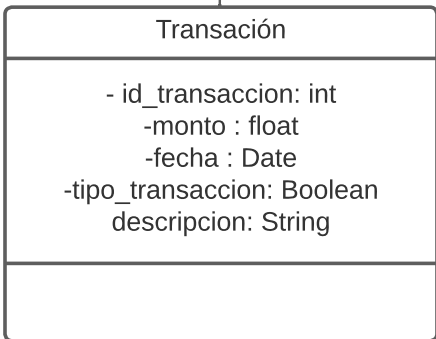 Transación
- id_transaccion: int
-monto : float
-fecha : Date
-tipo_transaccion: Boolean
descripcion: String